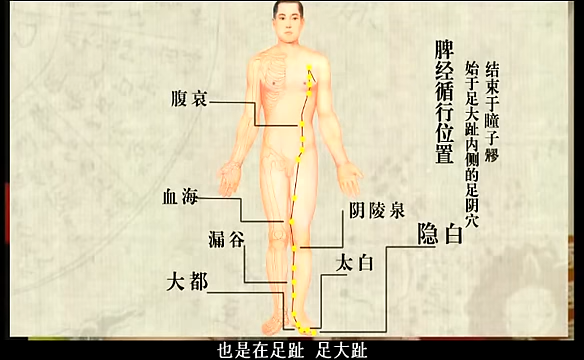 脾经循行位置
始于足大趾内侧的足阴穴
结束于瞳子髎
腹哀
血海
漏谷
大都
阴陵泉
太白
隐白
也是在足趾 足大趾